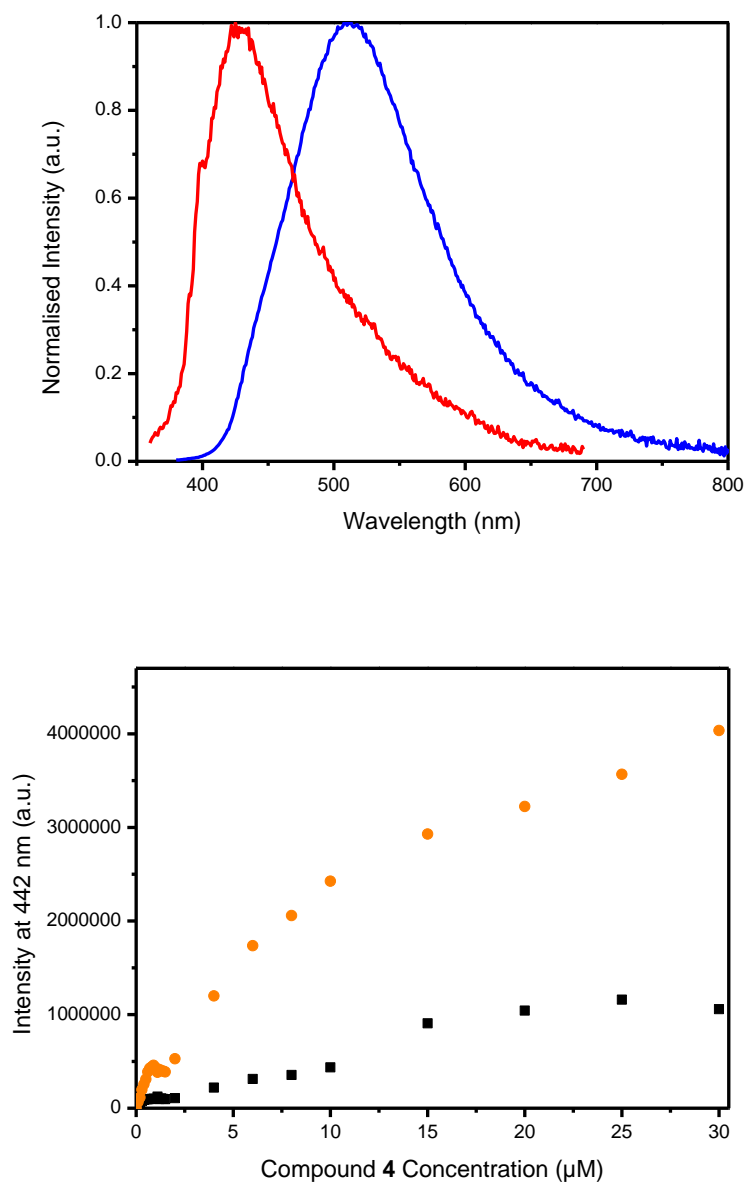 1.0
0.8
0.6
0.4
0.2
0.0
Normalised Intensity (a.u.)
400 500 600 700 800
Wavelength (nm)
4000000
3000000
2000000
1000000
0
Intensity at 442 nm (a.u.)
0 5 10 15 20 25 30
Compound 4 Concentration (µM)